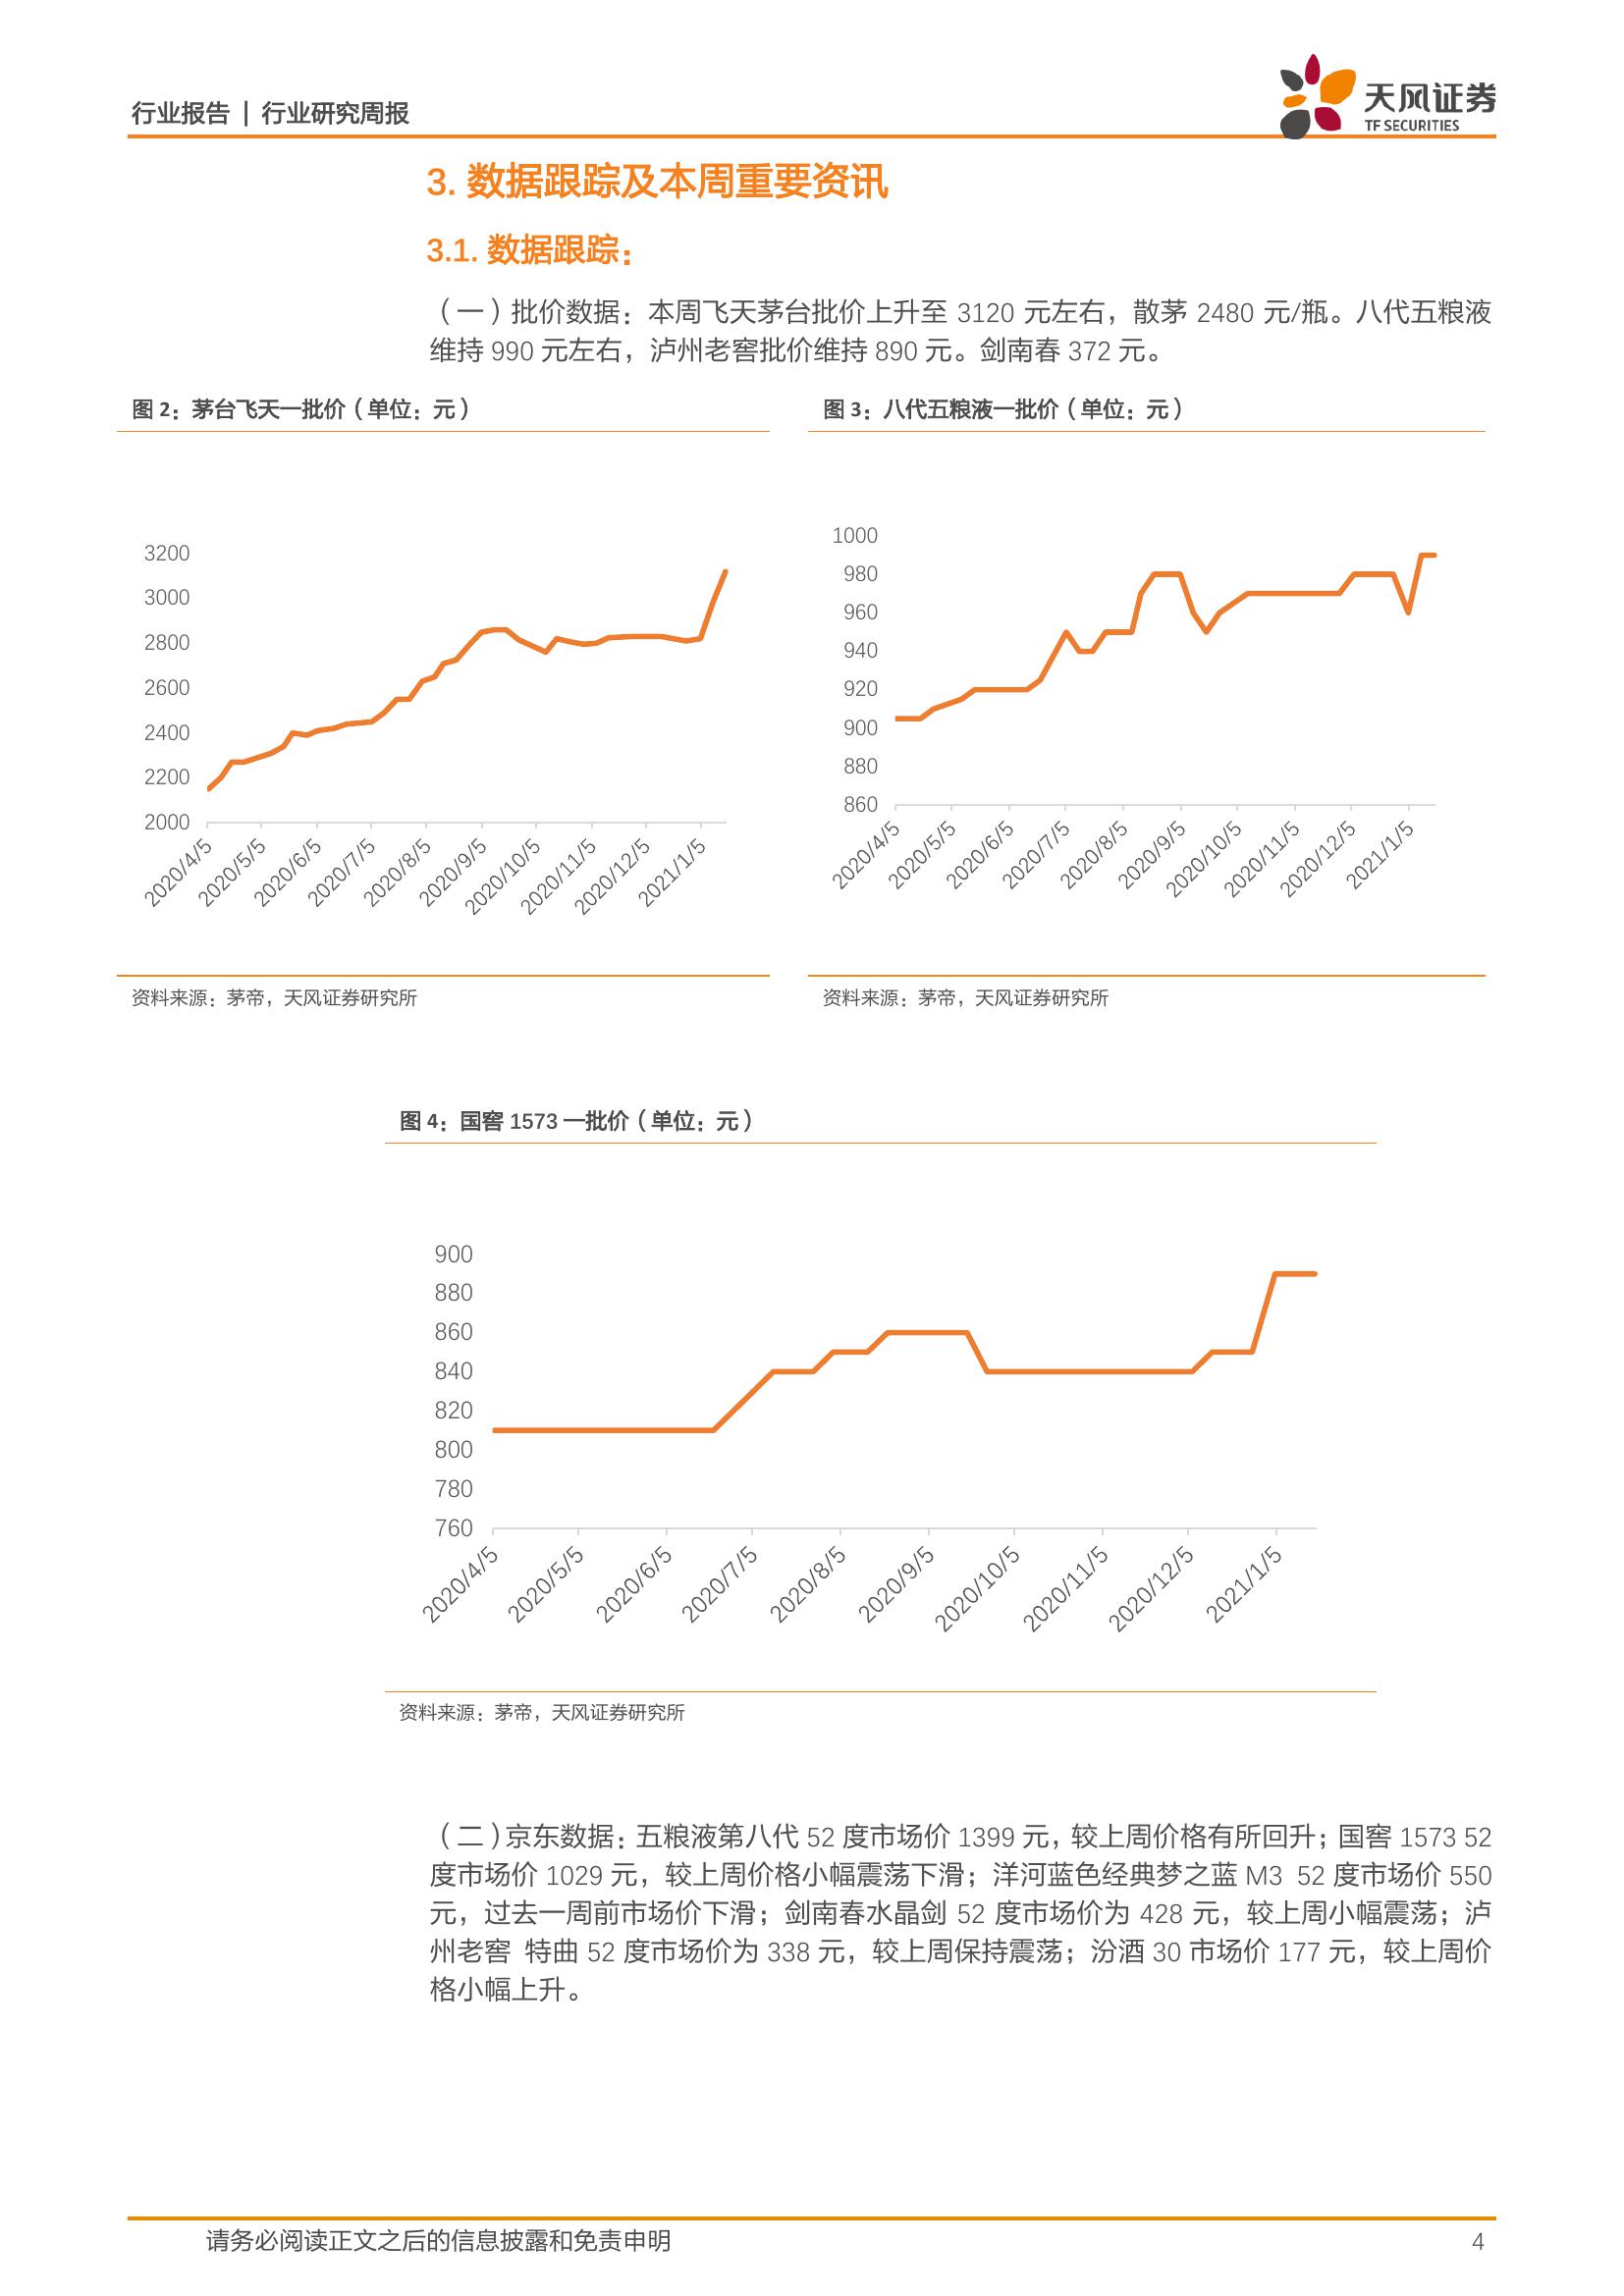 行业报告 | 行业研究周报
天风证券
TF SECURITIES
3. 数据跟踪及本周重要资讯
3.1. 数据跟踪：
（一）批价数据：本周飞天茅台批价上升至 3120 元左右，散茅 2480 元/瓶。八代五粮液
维持 990 元左右，泸州老窖批价维持 890 元。剑南春 372 元。
图 2：茅台飞天一批价（单位：元）
3200
3000
2800
2600
2400
2200
2000
2020/4/5
2020/5/5
2020/6/5
2020/7/5
2020/8/5
2020/9/5
2020/10/5
2020/11/5
2020/12/5
2021/1/5
资料来源：茅帝，天风证券研究所
图 3：八代五粮液一批价（单位：元）
1000
980
960
940
920
900
880
860
2020/4/5
2020/5/5
2020/6/5
2020/7/5
2020/8/5
2020/9/5
2020/10/5
2020/11/5
2020/12/5
2021/1/5
资料来源：茅帝，天风证券研究所
图 4：国窖 1573 一批价（单位：元）
900
880
860
840
820
800
780
760
2020/4/5
2020/5/5
2020/6/5
2020/7/5
2020/8/5
2020/9/5
2020/10/5
2020/11/5
2020/12/5
2021/1/5
资料来源：茅帝，天风证券研究所
（二）京东数据：五粮液第八代 52 度市场价 1399 元，较上周价格有所回升；国窖 1573 52
度市场价 1029 元，较上周价格小幅震荡下滑；洋河蓝色经典梦之蓝 M3 52 度市场价 550
元，过去一周前市场价下滑；剑南春水晶剑 52 度市场价为 428 元，较上周小幅震荡；泸
州老窖 特曲 52 度市场价为 338 元，较上周保持震荡；汾酒 30 市场价 177 元，较上周价
格小幅上升。
请务必阅读正文之后的信息披露和免责申明
4